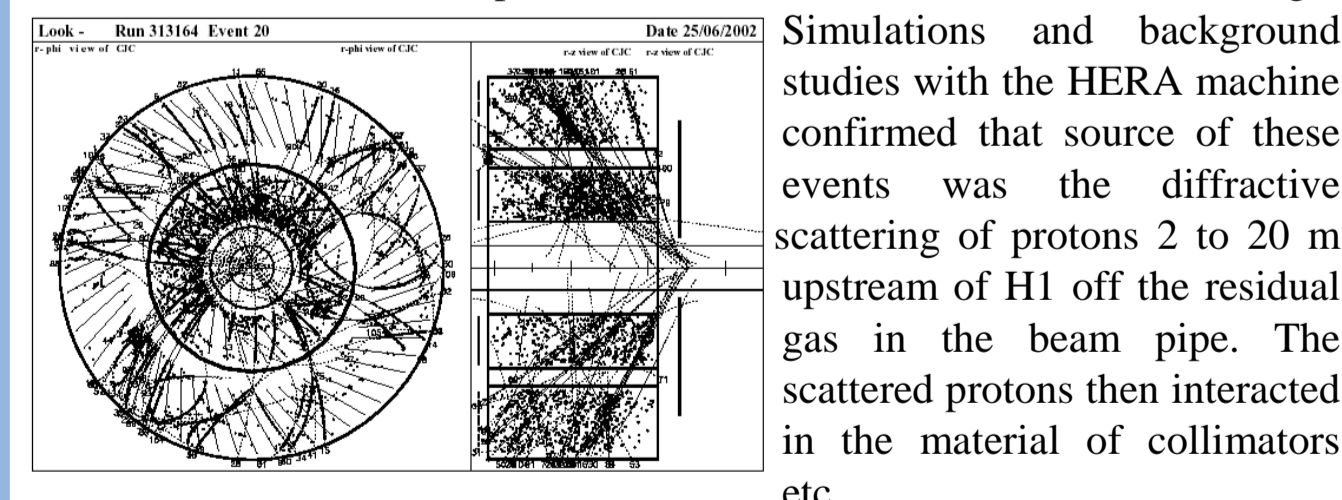 Look - Run 313164 Event 20 Date 25/06/2002
r-phi view of CJC r-phi view of CJC r-z view of CJC r-z view of CJC
Simulations and background
studies with the HERA machine
confirmed that source of these
events was the diffractive
scattering of protons 2 to 20 m
upstream of H1 off the residual
gas in the beam pipe. The
scattered protons then interacted
in the material of collimators
etc